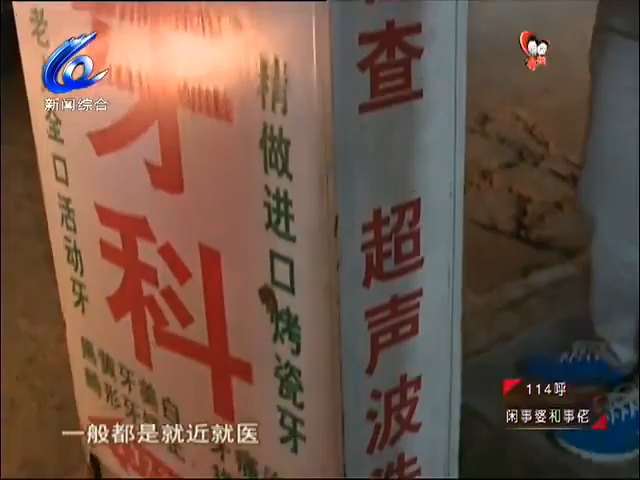 新闻综合
老
全口活动牙
牙科
精做进口烤瓷牙
查
超声波
一般都是就近就医
114呼
闲事婆和事佬